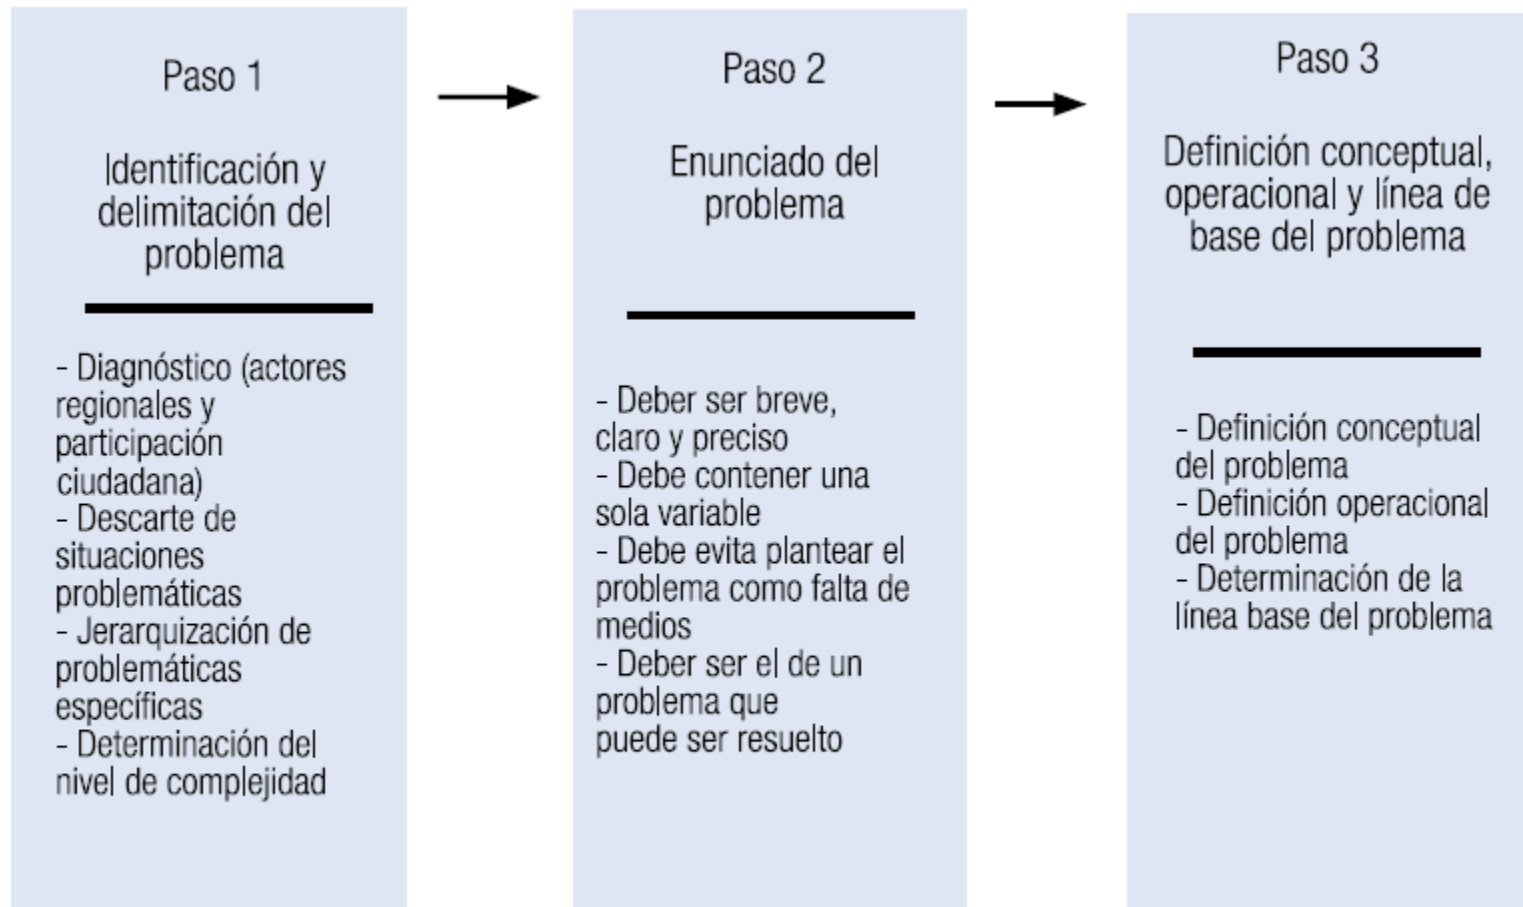 Paso 1
Identificación y
delimitación del
problema
- Diagnóstico (actores
regionales y
participación
ciudadana)
- Descarte de
situaciones
problemáticas
- Jerarquización de
problemáticas
específicas
- Determinación del
nivel de complejidad
Paso 2
Enunciado del
problema
- Deber ser breve,
claro y preciso
- Debe contener una
sola variable
- Debe evita plantear el
problema como falta de
medios
- Deber ser el de un
problema que
puede ser resuelto
Paso 3
Definición conceptual,
operacional y línea de
base del problema
- Definición conceptual
del problema
- Definición operacional
del problema
- Determinación de la
línea base del problema